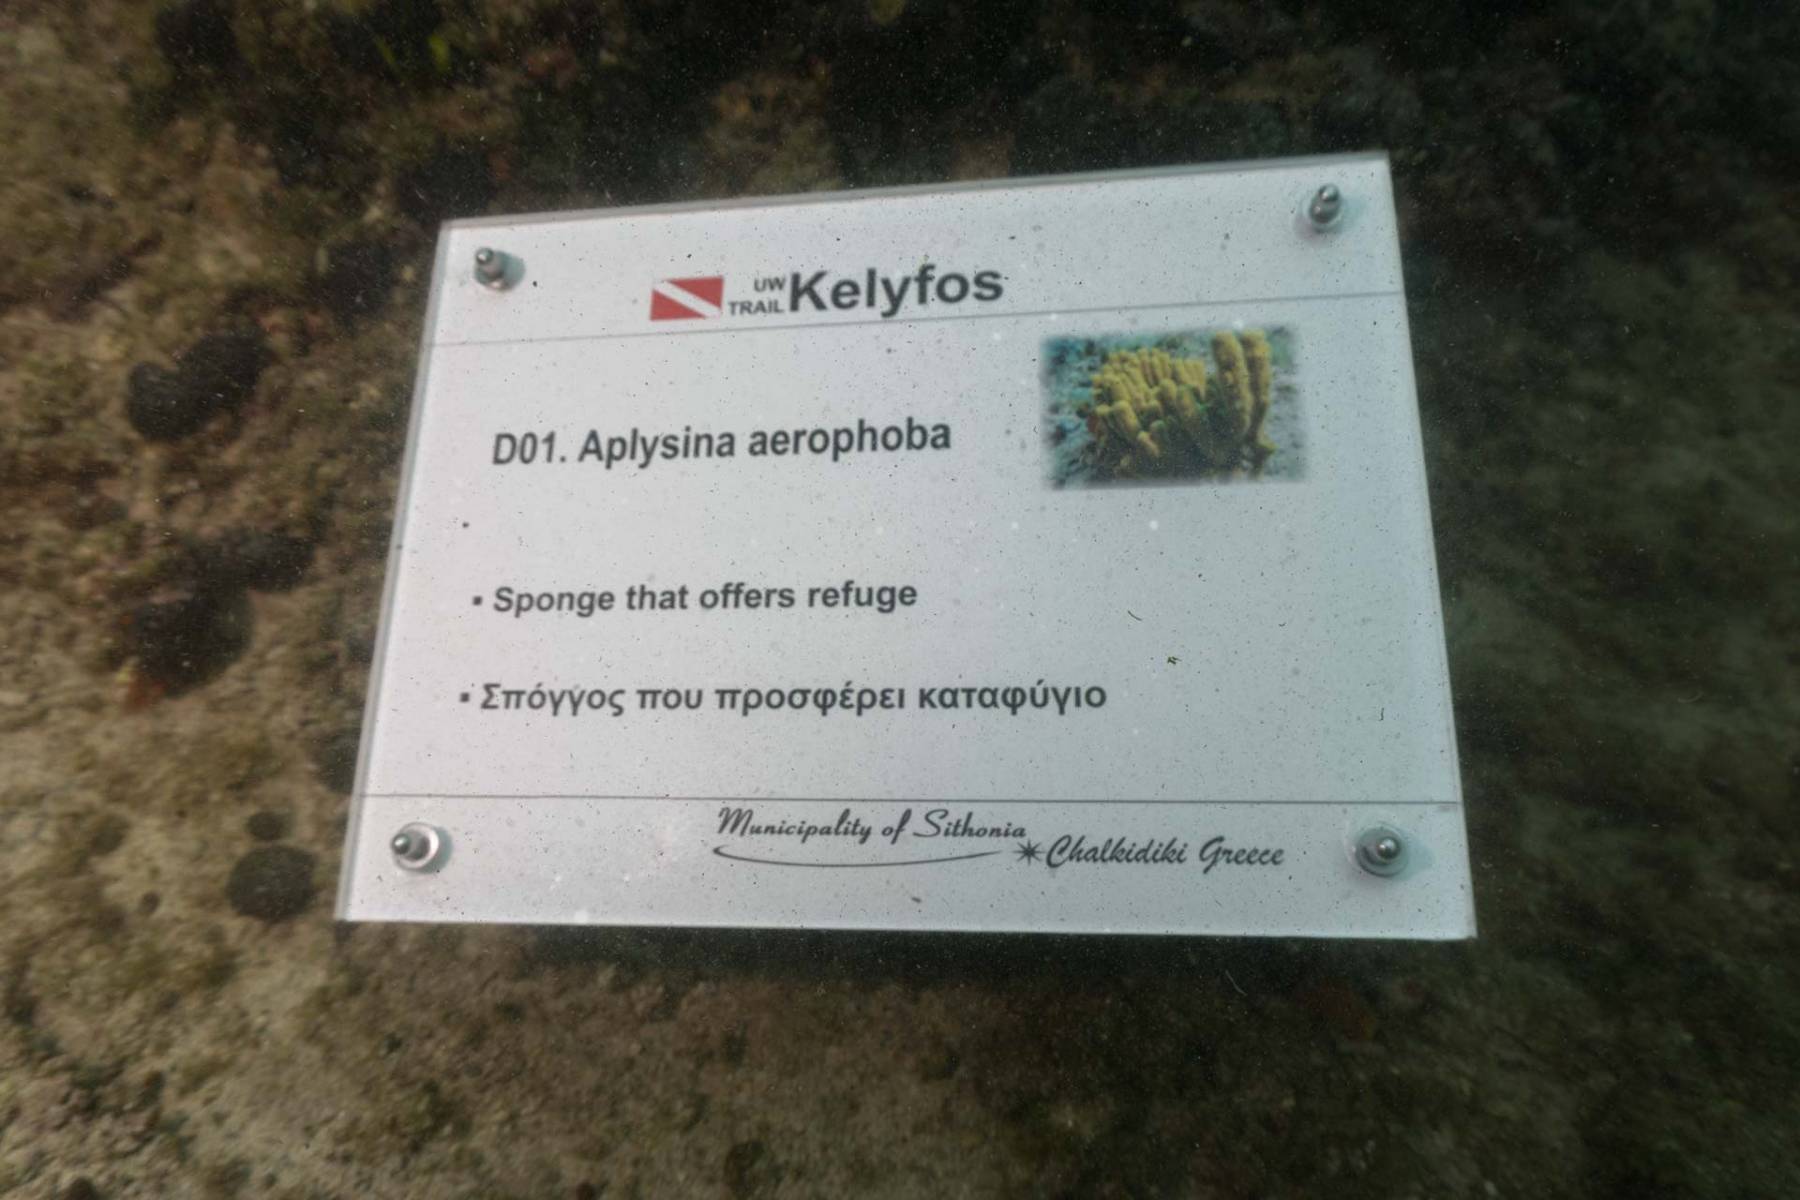 UW
TRAIL Kelyfos
D01. Aplysina aerophoba
▪ Sponge that offers refuge
▪ Σπόγγος που προσφέρει καταφύγιο
Municipality of Sithonia
Chalkidiki Greece